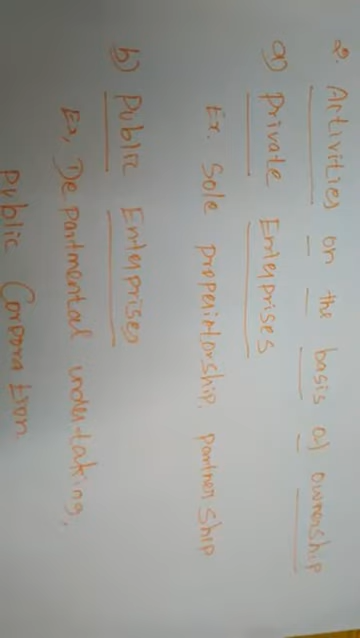 2. Activities on the basis of ownership
a) Private Enterprises
Ex. Sole propeirtorship, partnership
b) Public Enterprises
Ex, Departmental undertaking,
Public Corporation.